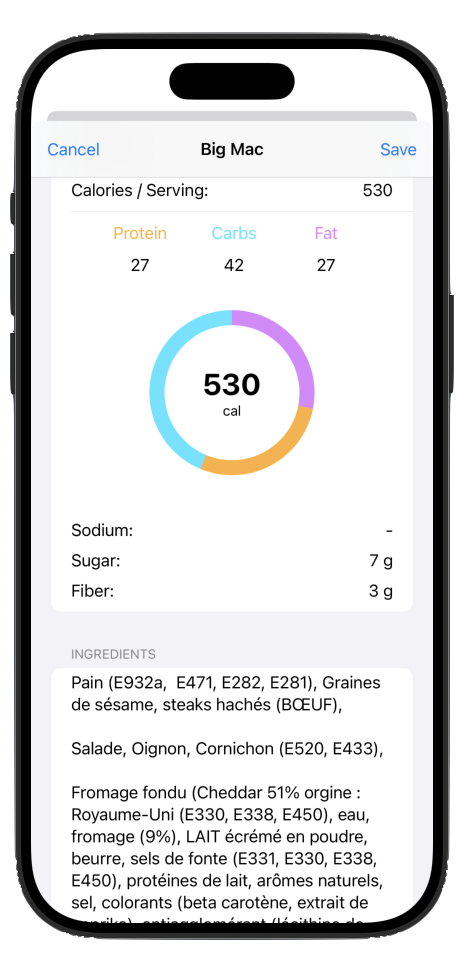 Cancel Big Mac Save
Calories / Serving: 530
Protein Carbs Fat
27 42 27
530
cal
Sodium: -
Sugar: 7 g
Fiber: 3 g
INGREDIENTS
Pain (E932a, E471, E282, E281), Graines
de sésame, steaks hachés (BŒUF),
Salade, Oignon, Cornichon (E520, E433),
Fromage fondu (Cheddar 51% orgine :
Royaume-Uni (E330, E338, E450), eau,
fromage (9%), LAIT écrémé en poudre,
beurre, sels de fonte (E331, E330, E338,
E450), protéines de lait, arômes naturels,
sel, colorants (beta carotène, extrait de